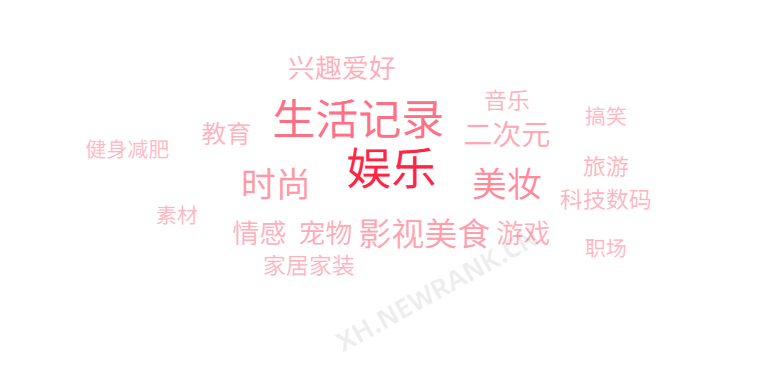 兴趣爱好
生活记录
音乐
搞笑
教育
二次元
健身减肥
娱乐
旅游
时尚
美妆
科技数码
素材
情感
宠物
影视
美食
游戏
职场
家居家装
XH.NEWRANK.CN